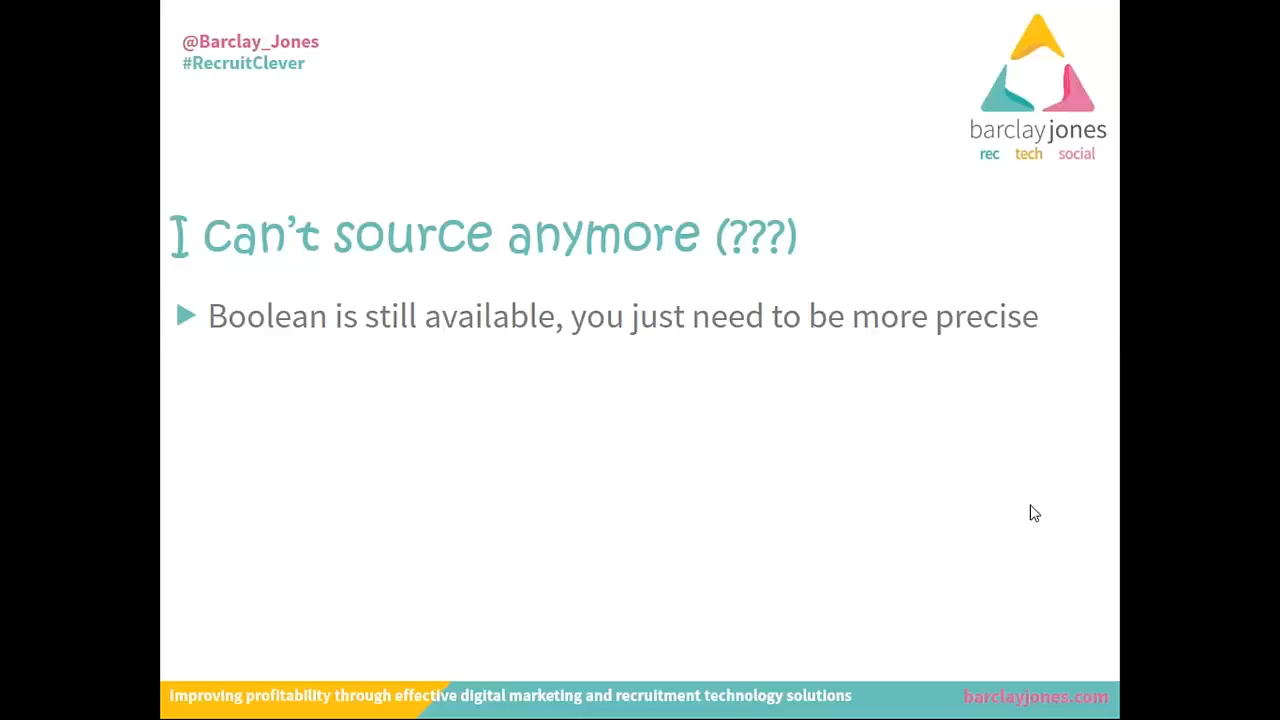 @Barclay_Jones
#RecruitClever
barclayjones
rec tech social
I can't source anymore (???)
Boolean is still available, you just need to be more precise
Improving profitability through effective digital marketing and recruitment technology solutions
barclayjones.com